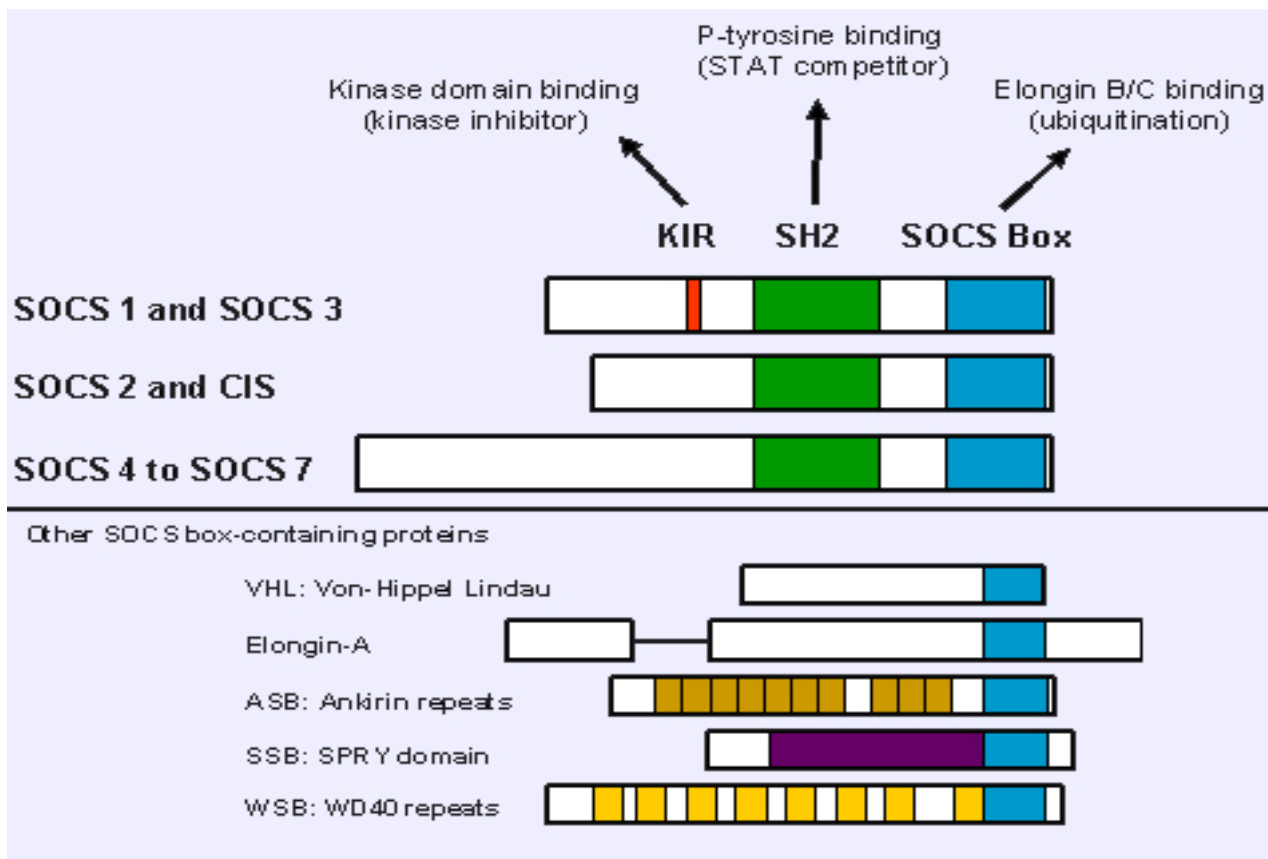 P-tyrosine binding
(STAT competitor)
Kinase domain binding
(kinase inhibitor)
Elongin B/C binding
(ubiquitination)
KIR SH2 SOCS Box
SOCS 1 and SOCS 3
SOCS 2 and CIS
SOCS 4 to SOCS 7
Other SOCS box-containing proteins
VHL: Von-Hippel Lindau
Elongin-A
ASB: Ankirin repeats
SSB: SPRY domain
WSB: WD40 repeats